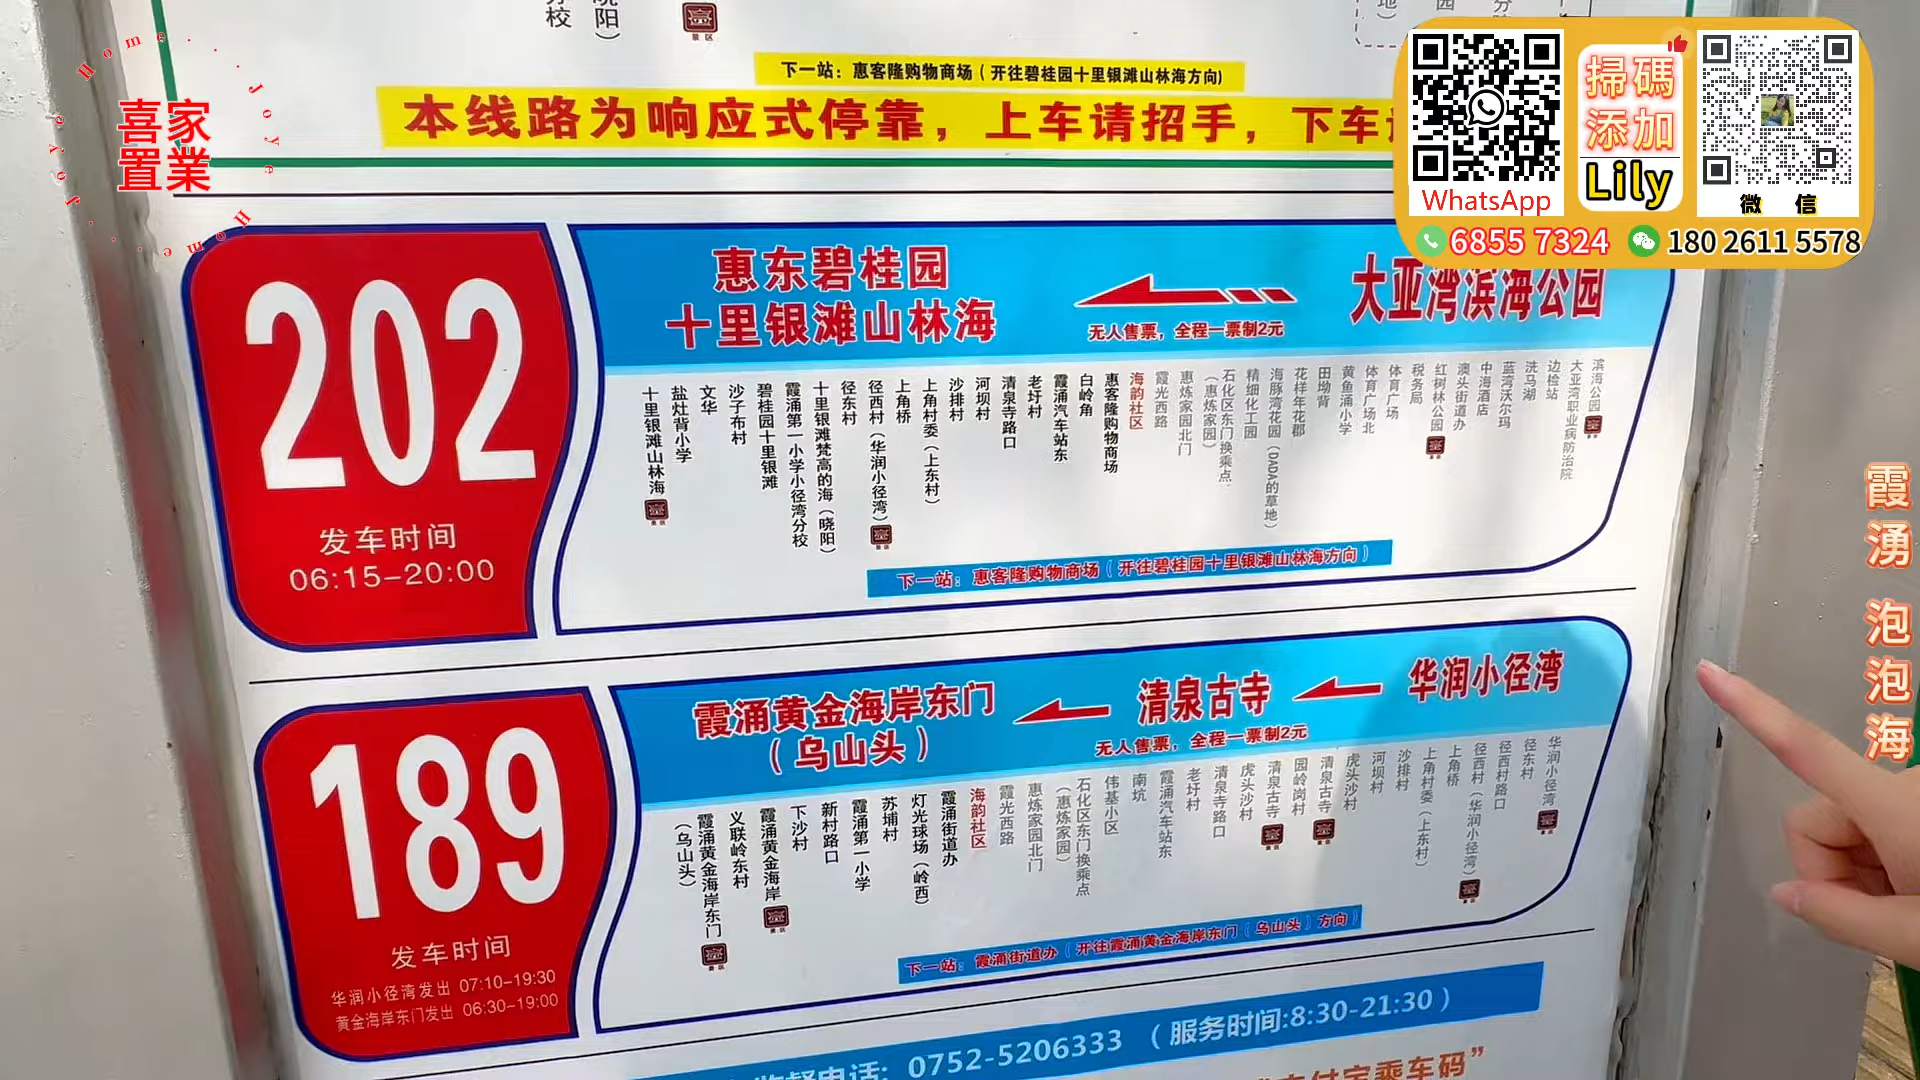 下一站：惠客隆购物商场（开往碧桂园十里银滩山林海方向）
本线路为响应式停靠，上车请招手，下车
202
发车时间
06:15-20:00
惠东碧桂园
十里银滩山林海
大亚湾滨海公园
无人售票，全程一票制2元
十里银滩山林海
盐灶背小学
文华
沙子布村
碧桂园十里银滩
霞涌第一小学小径湾分校
十里银滩梵高的海（晓阳）
径东村
径西村（华润小径湾）
上角桥
上角村委（上东村）
沙排村
河坝村
清泉寺路口
老圩村
霞涌汽车站东
白岭角
惠客隆购物商场
海韵社区
霞光西路
惠炼家园北门
石化区东门换乘点
（惠炼家园）
精细化工园
海豚湾花园（DADA的草地）
花样年花郡
田坳背
黄鱼涌小学
体育广场北
体育广场
税务局
红树林公园
澳头街道办
中海酒店
蓝湾沃尔玛
洗马湖
边检站
大亚湾职业病防治院
滨海公园
下一站：惠客隆购物商场（开往碧桂园十里银滩山林海方向）
189
发车时间
华润小径湾发出 07:10-19:30
黄金海岸东门发出 06:30-19:00
霞涌黄金海岸东门
（乌山头）
清泉古寺
华润小径湾
无人售票，全程一票制2元
霞涌黄金海岸东门
（乌山头）
义联岭东村
霞涌黄金海岸
下沙村
新村路口
霞涌第一小学
苏埔村
灯光球场（岭西）
霞涌街道办
海韵社区
霞光西路
惠炼家园北门
石化区东门换乘点
（惠炼家园）
伟基小区
南坑
霞涌汽车站东
老圩村
清泉寺路口
虎头沙村
清泉古寺
园岭岗村
清泉古寺
虎头沙村
河坝村
沙排村
上角村委（上东村）
上角桥
径西村（华润小径湾）
径西村路口
径东村
华润小径湾
下一站：霞涌街道办（开往霞涌黄金海岸东门（乌山头）方向）
监督电话：0752-5206333（服务时间:8:30-21:30）
支付宝乘车码”
喜家
置業
Joye Home
Joye Home
掃碼
添加
Lily
WhatsApp
微信
6855 7324
180 2611 5578
霞湧 泡泡海